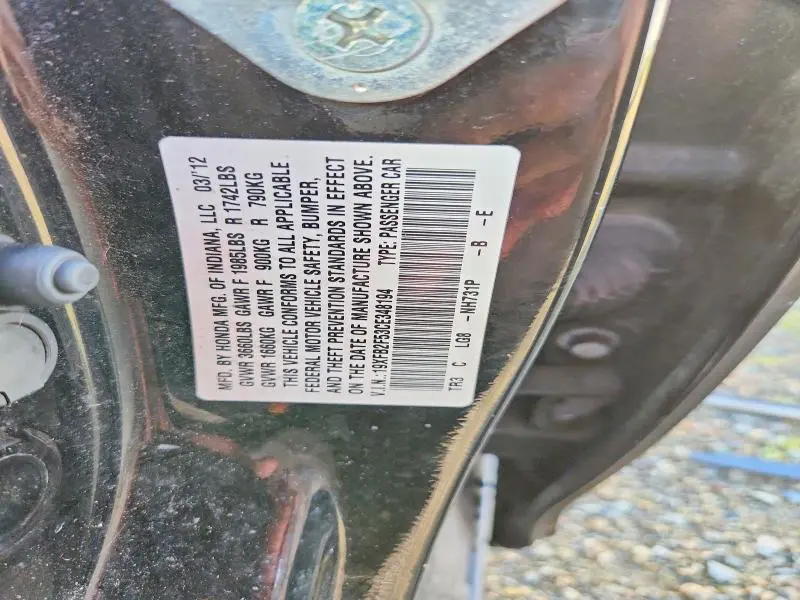 MFD. BY HONDA MFG. OF INDIANA, LLC 03/'12
GVWR 3660LBS GAWR F 1985LBS R 1742LBS
GVWR 1660KG GAWR F 900KG R 790KG
THIS VEHICLE CONFORMS TO ALL APPLICABLE
FEDERAL MOTOR VEHICLE SAFETY, BUMPER,
AND THEFT PREVENTION STANDARDS IN EFFECT
ON THE DATE OF MANUFACTURE SHOWN ABOVE.
V.I.N.: 19XFB2F53CE348194 TYPE: PASSENGER CAR
TR3 C LG8 -NH731P -B -E